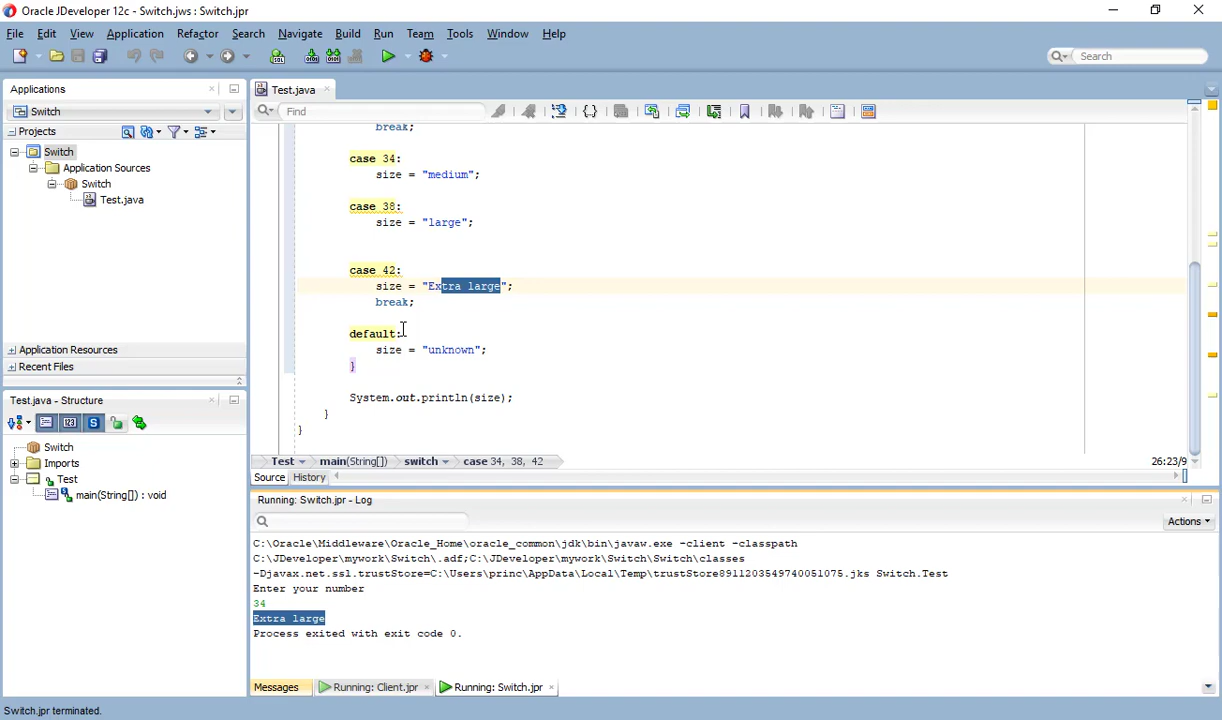 Oracle JDeveloper 12c - Switch.jws : Switch.jpr
File Edit View Application Refactor Search Navigate Build Run Team Tools Window Help
Search
Applications
Switch
Projects
Switch
Application Sources
Switch
Test.java
Application Resources
Recent Files
Test.java - Structure
Switch
Imports
Test
main(String[]) : void
Test.java
Find
break;
case 34:
size = "medium";
case 38:
size = "large";
case 42:
size = "Extra large";
break;
default:
size = "unknown";
}
System.out.println(size);
}
}
Test main(String[]) switch case 34, 38, 42
26:23/9
Source History
Running: Switch.jpr - Log
Actions
C:\Oracle\Middleware\Oracle_Home\oracle_common\jdk\bin\javaw.exe -client -classpath
C:\JDeveloper\mywork\Switch\.adf;C:\JDeveloper\mywork\Switch\Switch\classes
-Djavax.net.ssl.trustStore=C:\Users\princ\AppData\Local\Temp\trustStore8911203549740051075.jks Switch.Test
Enter your number
34
Extra large
Process exited with exit code 0.
Messages Running: Client.jpr Running: Switch.jpr
Switch.jpr terminated.